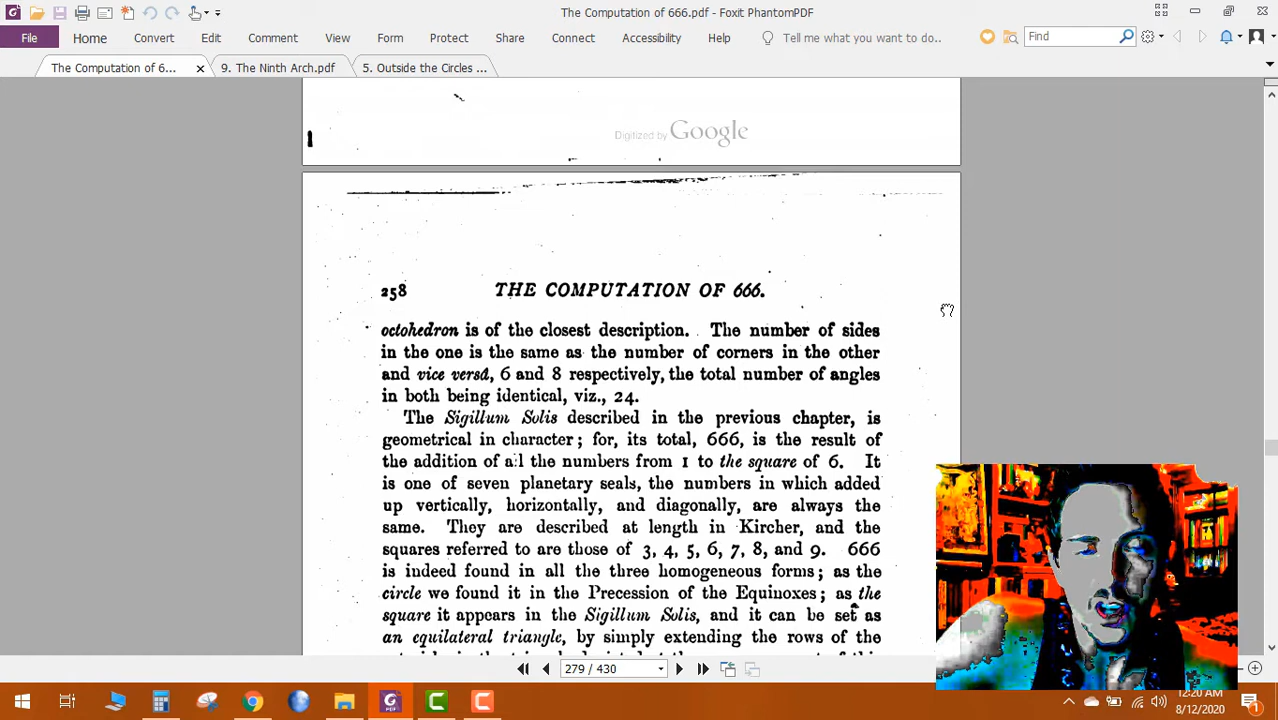 The Computation of 666.pdf - Foxit PhantomPDF
File Home Convert Edit Comment View Form Protect Share Connect Accessibility Help Tell me what you want to do.. Find
The Computation of 6... 9. The Ninth Arch.pdf 5. Outside the Circles ...
Digitized by Google
258 THE COMPUTATION OF 666.
octohedron is of the closest description. The number of sides
in the one is the same as the number of corners in the other
and vice versâ, 6 and 8 respectively, the total number of angles
in both being identical, viz., 24.
The Sigillum Solis described in the previous chapter, is
geometrical in character; for, its total, 666, is the result of
the addition of all the numbers from 1 to the square of 6. It
is one of seven planetary seals, the numbers in which added
up vertically, horizontally, and diagonally, are always the
same. They are described at length in Kircher, and the
squares referred to are those of 3, 4, 5, 6, 7, 8, and 9. 666
is indeed found in all the three homogeneous forms; as the
circle we found it in the Precession of the Equinoxes; as the
square it appears in the Sigillum Solis, and it can be set as
an equilateral triangle, by simply extending the rows of the
279 / 430
12:20 AM
8/12/2020